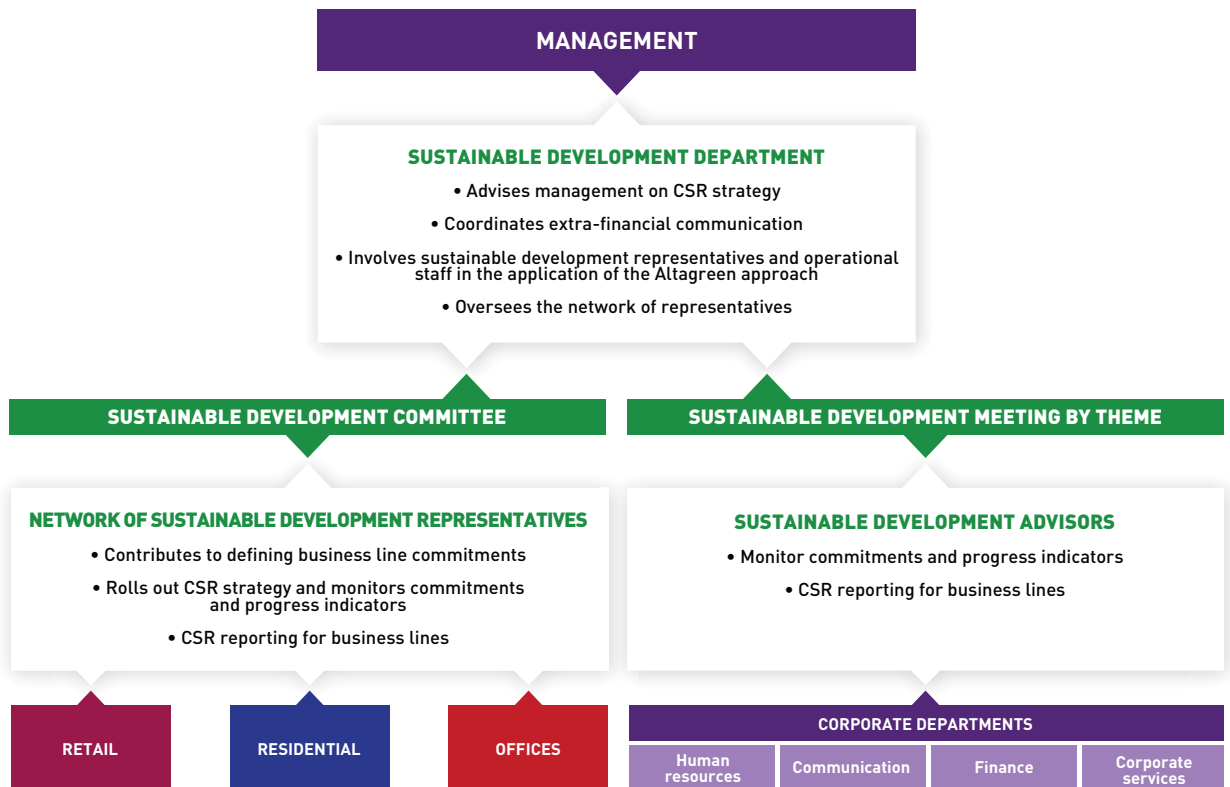 MANAGEMENT
SUSTAINABLE DEVELOPMENT DEPARTMENT
• Advises management on CSR strategy
• Coordinates extra-financial communication
• Involves sustainable development representatives and operational
staff in the application of the Altagreen approach
• Oversees the network of representatives
SUSTAINABLE DEVELOPMENT COMMITTEE
SUSTAINABLE DEVELOPMENT MEETING BY THEME
NETWORK OF SUSTAINABLE DEVELOPMENT REPRESENTATIVES
• Contributes to defining business line commitments
• Rolls out CSR strategy and monitors commitments
and progress indicators
• CSR reporting for business lines
SUSTAINABLE DEVELOPMENT ADVISORS
• Monitor commitments and progress indicators
• CSR reporting for business lines
RETAIL
RESIDENTIAL
OFFICES
CORPORATE DEPARTMENTS
Human
resources
Communication
Finance
Corporate
services